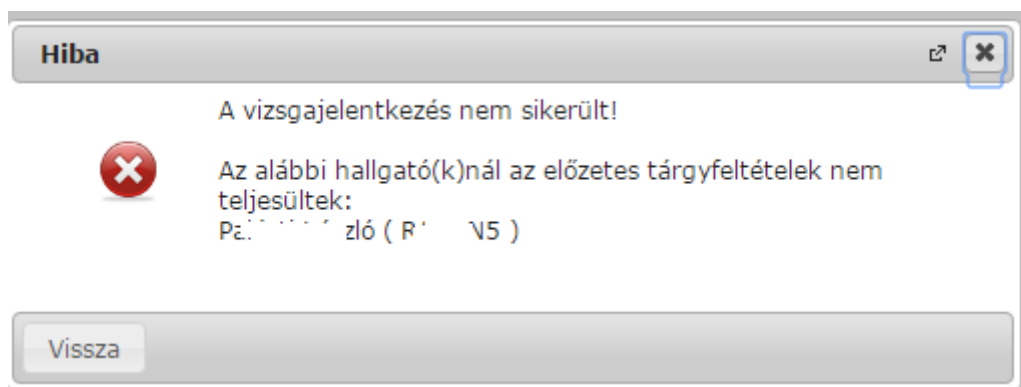 Hiba
A vizsgajelentkezés nem sikerült!
Az alábbi hallgató(k)nál az előzetes tárgyfeltételek nem
teljesültek:
Vissza